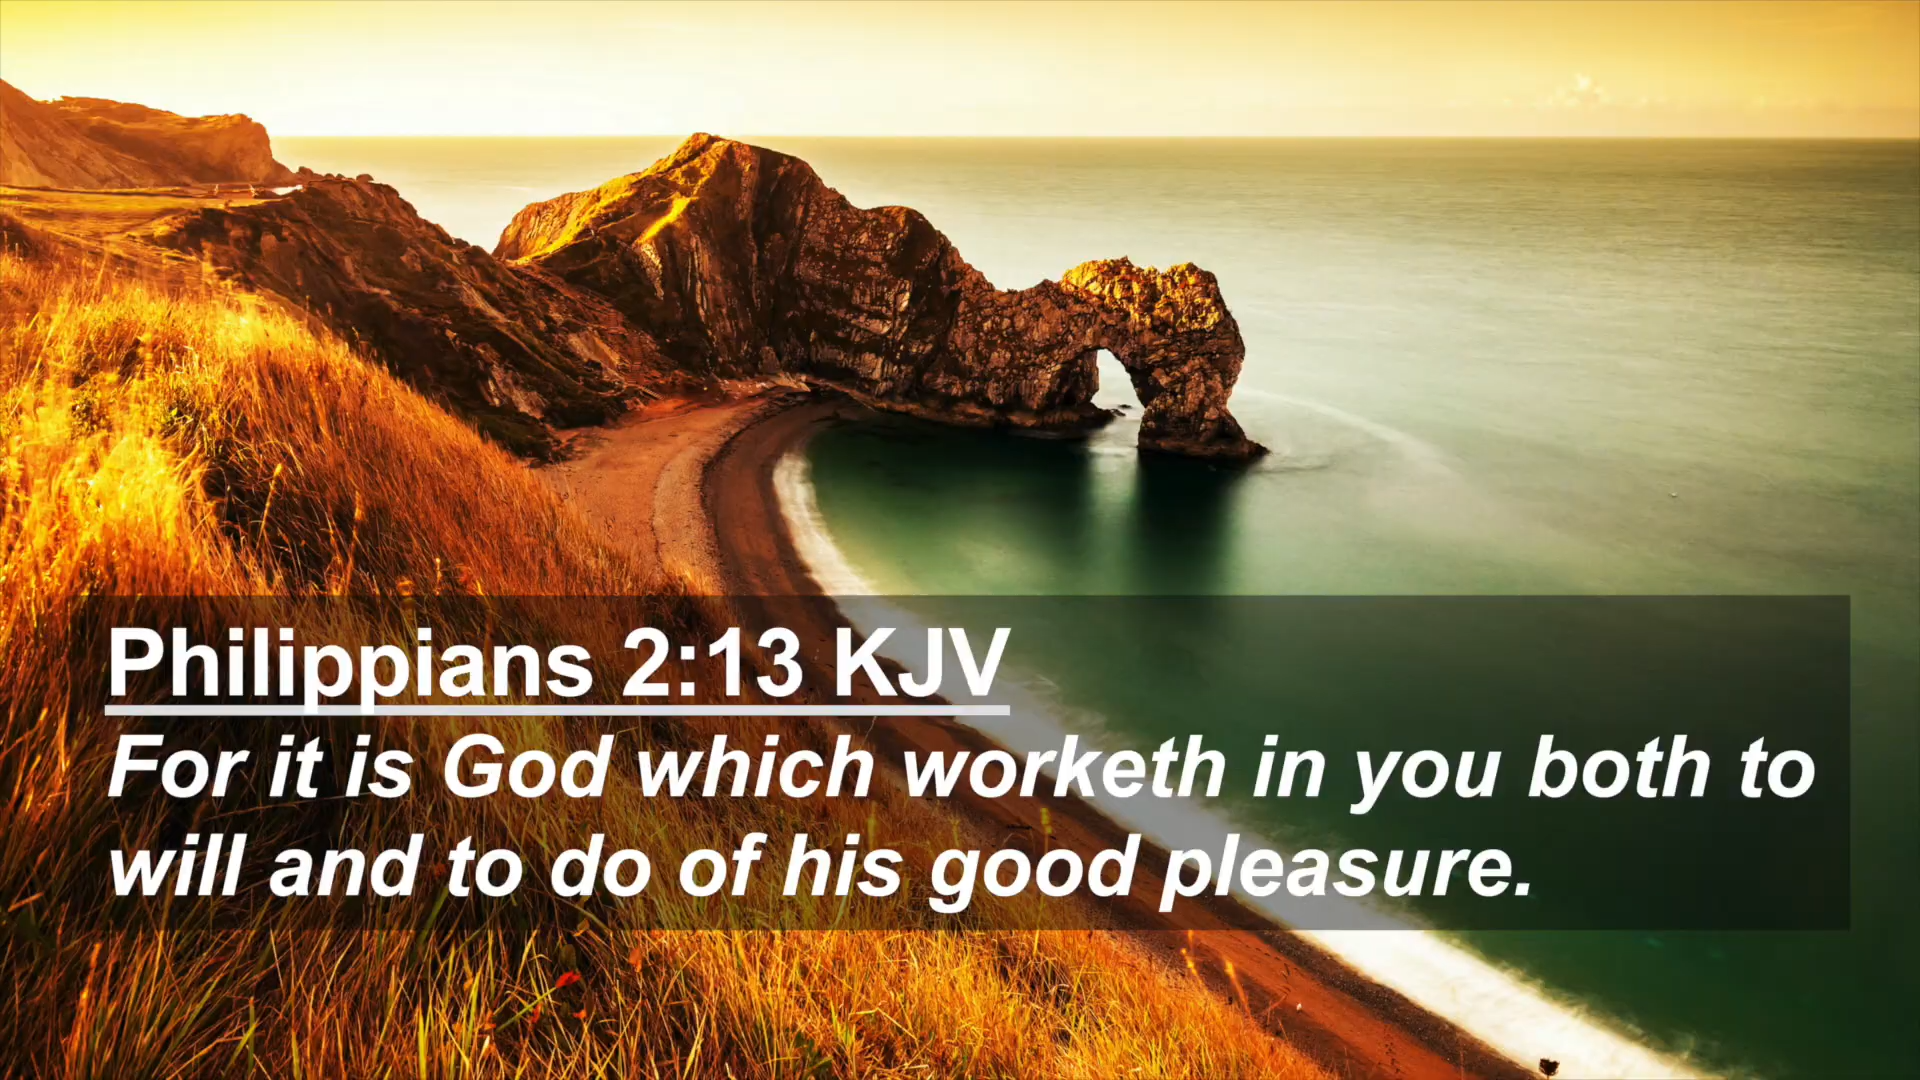 Philippians 2:13 KJV
For it is God which worketh in you both to
will and to do of his good pleasure.